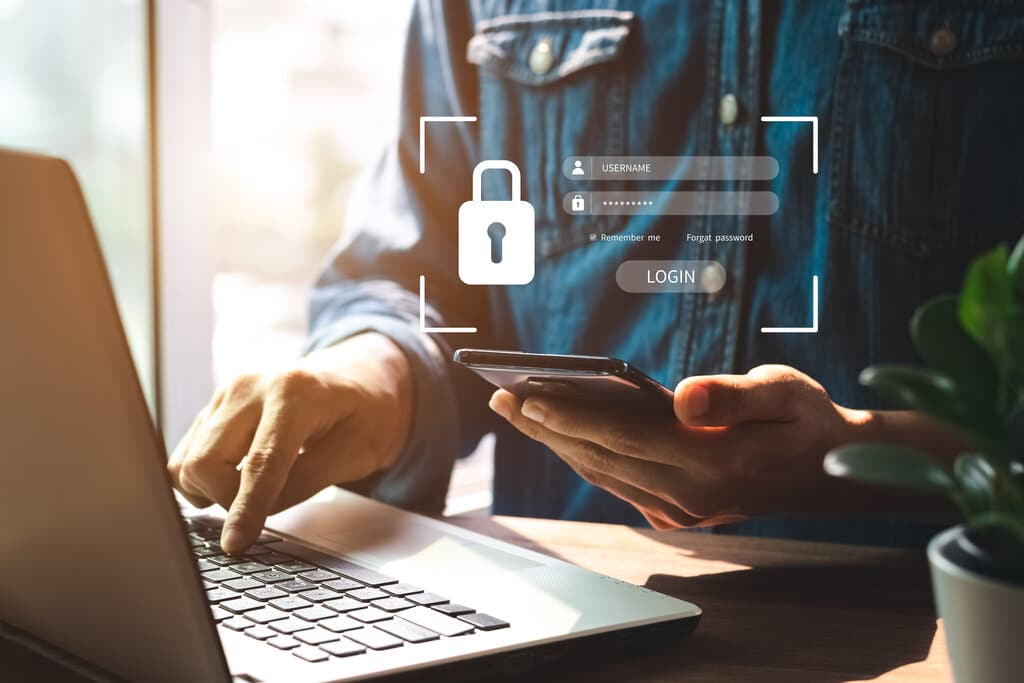 USERNAME
*********
Remember me Forgat password
LOGIN